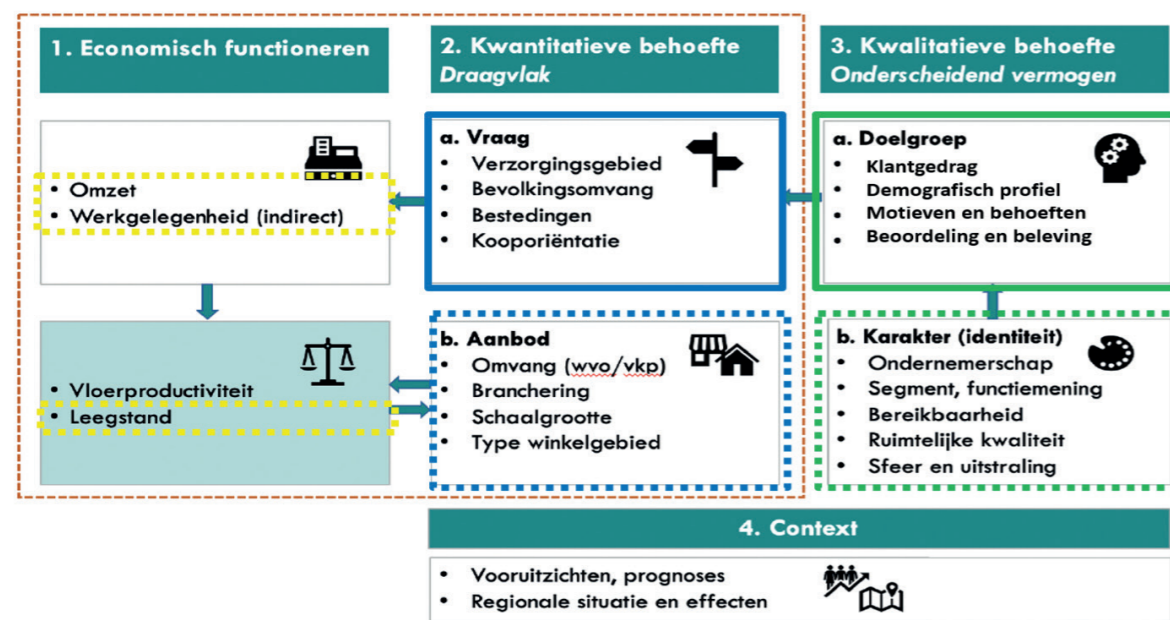 1. Economisch functioneren
• Omzet
• Werkgelegenheid (indirect)
• Vloerproductiviteit
• Leegstand
2. Kwantitatieve behoefte
Draagvlak
a. Vraag
• Verzorgingsgebied
• Bevolkingsomvang
• Bestedingen
• Kooporiëntatie
b. Aanbod
• Omvang (wvo/vkp)
• Branchering
• Schaalgrootte
• Type winkelgebied
3. Kwalitatieve behoefte
Onderscheidend vermogen
a. Doelgroep
• Klantgedrag
• Demografisch profiel
• Motieven en behoeften
• Beoordeling en beleving
b. Karakter (identiteit)
• Ondernemerschap
• Segment, functiemening
• Bereikbaarheid
• Ruimtelijke kwaliteit
• Sfeer en uitstraling
4. Context
• Vooruitzichten, prognoses
• Regionale situatie en effecten